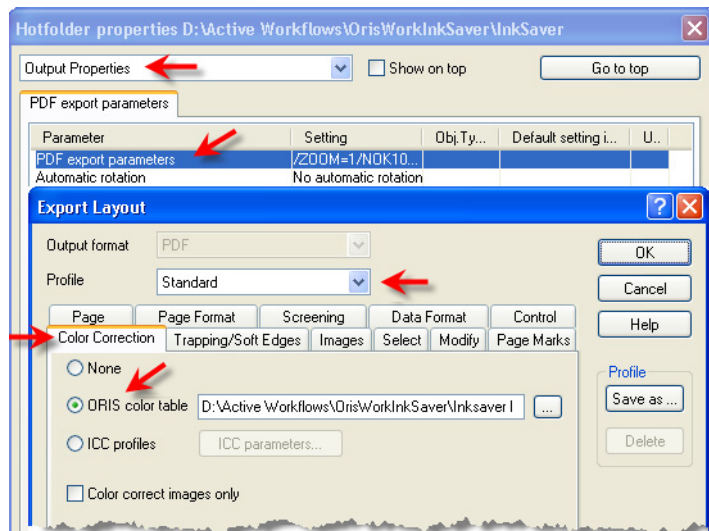 Hotfolder properties D:\Active Workflows\OrisWorkInkSaver\InkSaver
Output Properties Show on top Go to top
PDF export parameters
Parameter Setting Obj.Ty... Default setting i... U..
PDF export parameters /ZOOM=1/NOK10...
Automatic rotation No automatic rotation
Export Layout
Output format PDF OK
Profile Standard Cancel
Page Page Format Screening Data Format Control Help
Color Correction Trapping/Soft Edges Images Select Modify Page Marks
None Profile
ORIS color table D:\Active Workflows\OrisWorkInkSaver\Inksaver I ... Save as ...
ICC profiles ICC parameters... Delete
Color correct images only